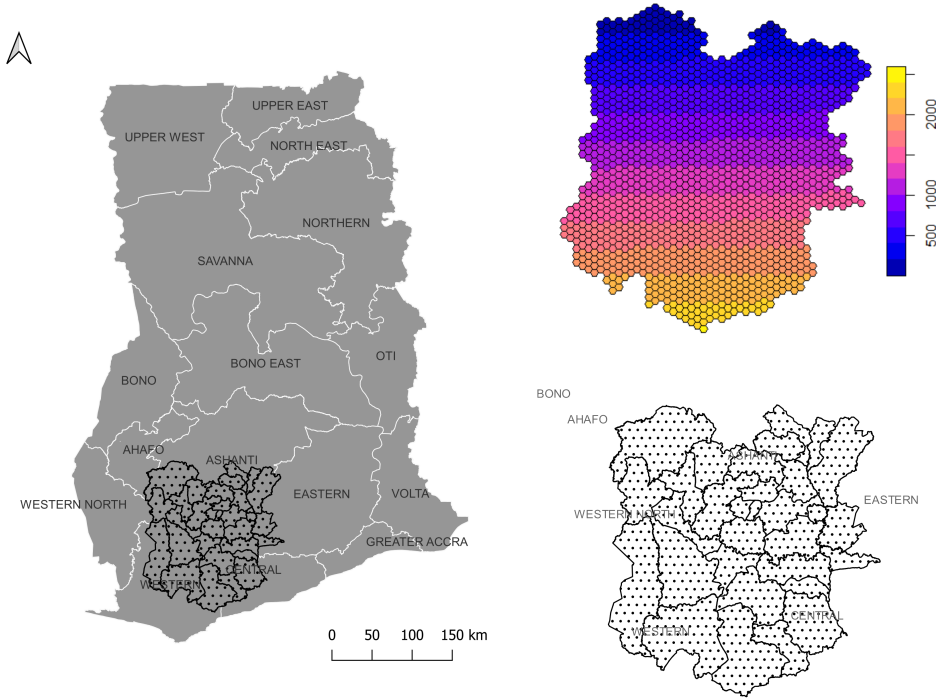 UPPER EAST
UPPER WEST
NORTH EAST
NORTHERN
SAVANNA
BONO EAST
OTI
BONO
AHAFO
ASHANTI
WESTERN NORTH
EASTERN
VOLTA
GREATER ACCRA
CENTRAL
WESTERN
0 50 100 150 km
2000
1000
500
BONO
AHAFO
ASHANTI
EASTERN
WESTERN NORTH
CENTRAL
WESTERN